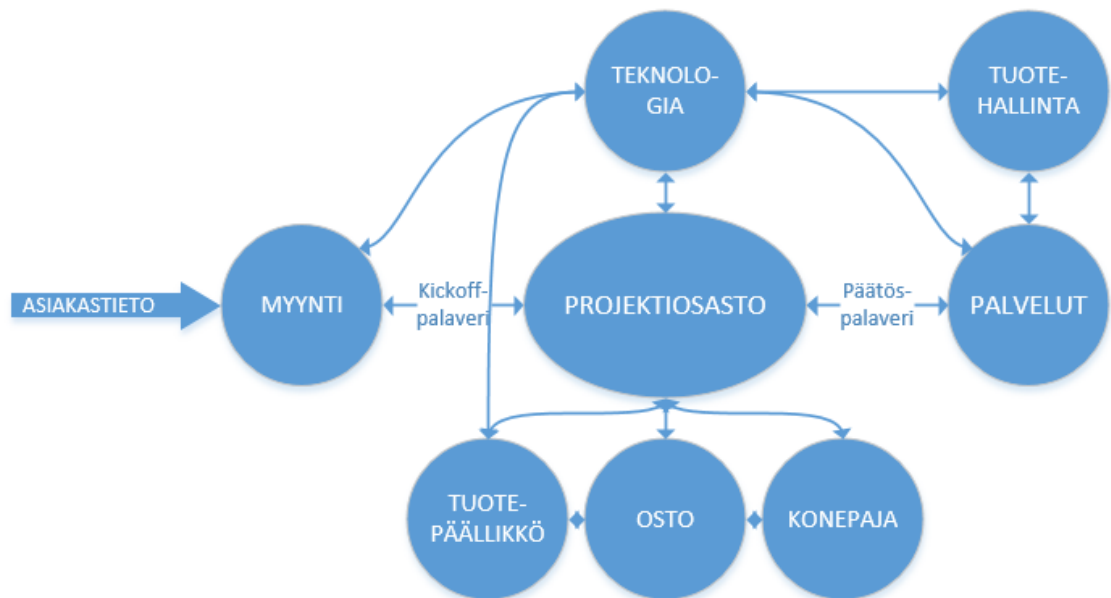 TEKNOLO-
GIA
TUOTE-
HALLINTA
ASIAKASTIETO
MYYNTI
Kickoff-
palaveri
PROJEKTIOSASTO
Päätös-
palaveri
PALVELUT
TUOTE-
PÄÄLLIKKÖ
OSTO
KONEPAJA